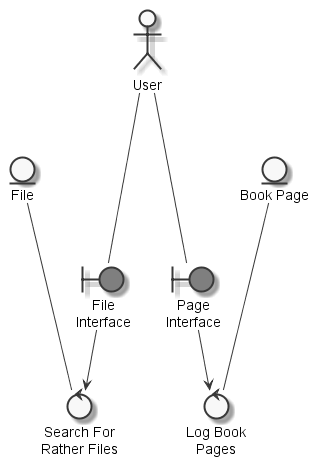 User
File
Book Page
File
Interface
Page
Interface
Search For
Rather Files
Log Book
Pages